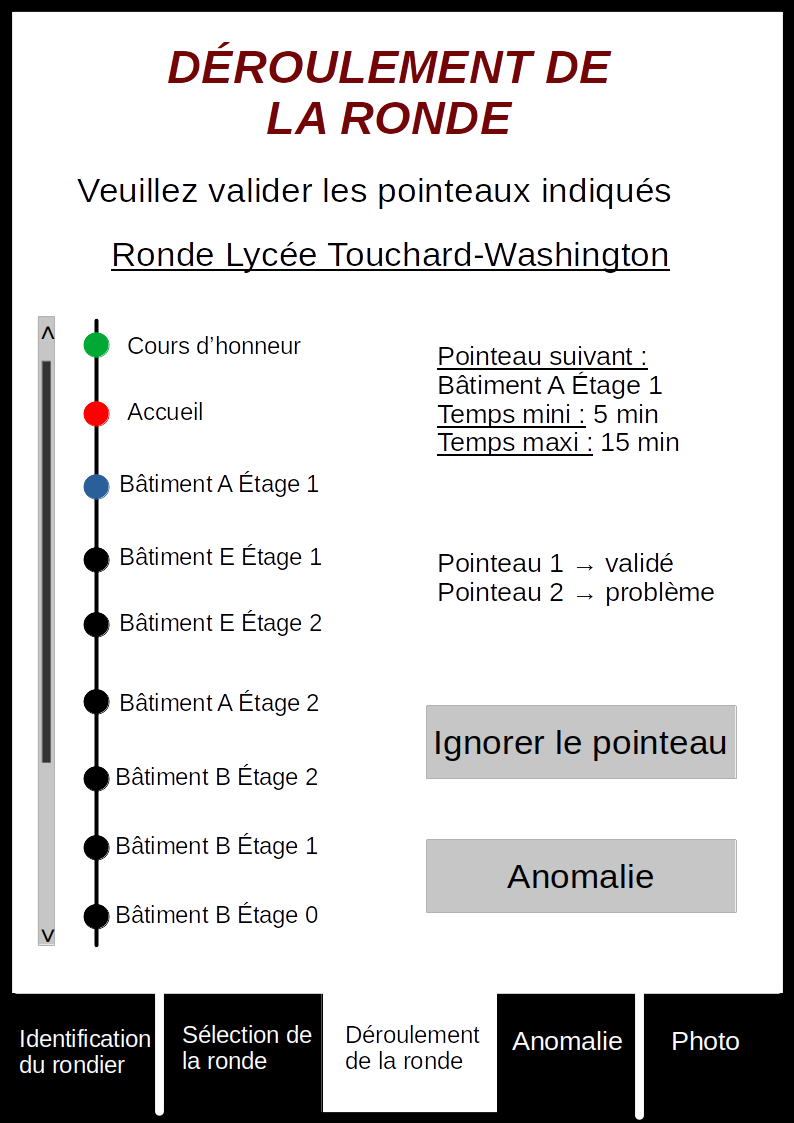 DÉROULEMENT DE
LA RONDE
Veuillez valider les pointeaux indiqués
Ronde Lycée Touchard-Washington
<
Cours d’honneur
Accueil
Bâtiment A Étage 1
Bâtiment E Étage 1
Bâtiment E Étage 2
Bâtiment A Étage 2
Bâtiment B Étage 2
Bâtiment B Étage 1
Bâtiment B Étage 0
>
Pointeau suivant :
Bâtiment A Étage 1
Temps mini : 5 min
Temps maxi : 15 min
Pointeau 1 → validé
Pointeau 2 → problème
Ignorer le pointeau
Anomalie
Identification
du rondier
Sélection de
la ronde
Déroulement
de la ronde
Anomalie
Photo